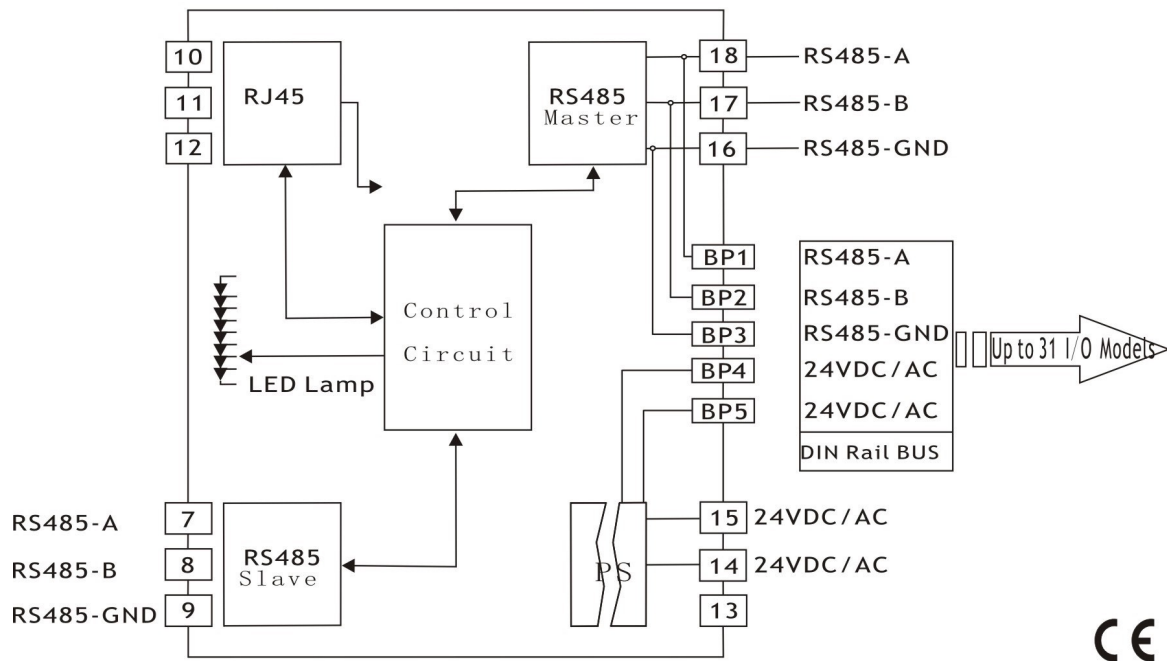 10
11
12
RJ45
RS485
Master
18
RS485-A
17
RS485-B
16
RS485-GND
BP1
RS485-A
BP2
RS485-B
BP3
RS485-GND
BP4
24VDC/AC
BP5
24VDC/AC
DIN Rail BUS
Up to 31 I/O Models
Control
Circuit
LED Lamp
RS485-A
7
RS485-B
8
RS485-GND
9
RS485
Slave
PS
15
24VDC/AC
14
24VDC/AC
13
CE